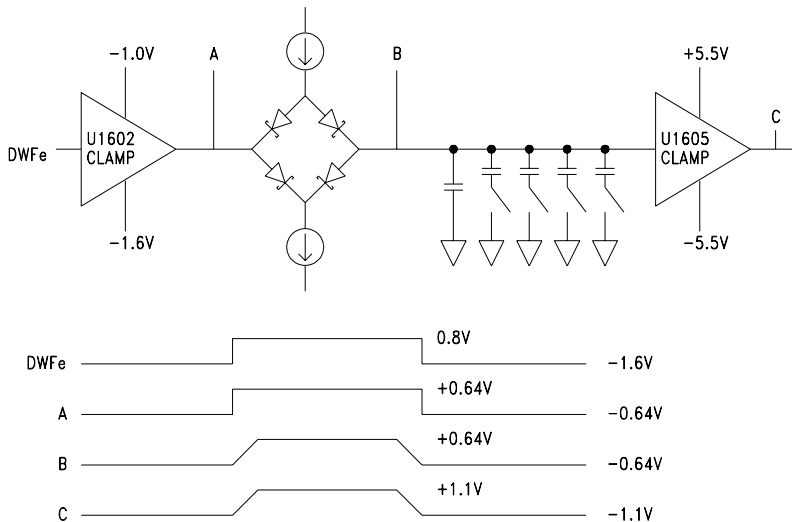 -1.0V A B +5.5V
C
DWFe U1602 CLAMP U1605 CLAMP
-1.6V -5.5V
DWFe 0.8V -1.6V
A +0.64V -0.64V
B +0.64V -0.64V
C +1.1V -1.1V